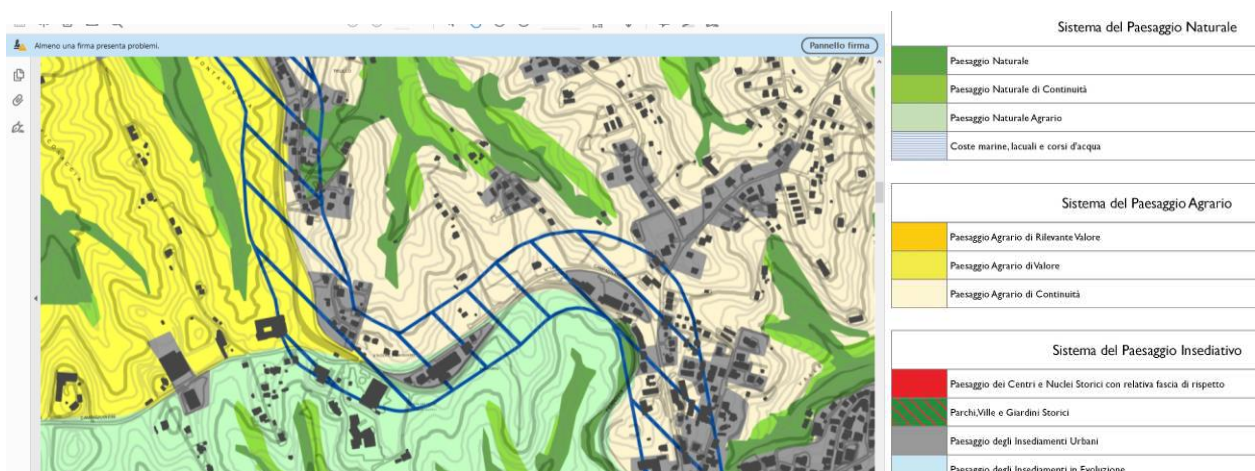 Almeno una firma presenta problemi.
Pannello firma
Sistema del Paesaggio Naturale
Paesaggio Naturale
Paesaggio Naturale di Continuità
Paesaggio Naturale Agrario
Coste marine, lacuali e corsi d'acqua
Sistema del Paesaggio Agrario
Paesaggio Agrario di Rilevante Valore
Paesaggio Agrario di Valore
Paesaggio Agrario di Continuità
Sistema del Paesaggio Insediativo
Paesaggio dei Centri e Nuclei Storici con relativa fascia di rispetto
Parchi, Ville e Giardini Storici
Paesaggio degli Insediamenti Urbani
Paesaggio degli Insediamenti in Evoluzione